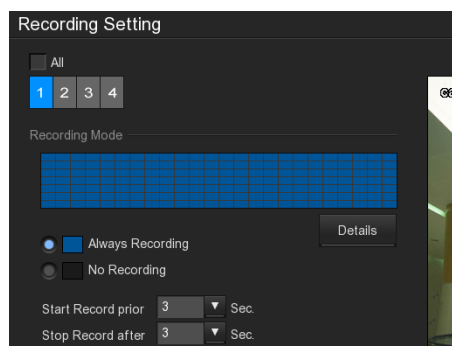 Recording Setting
All
1 2 3 4
Recording Mode
Details
Always Recording
No Recording
Start Record prior 3 Sec.
Stop Record after 3 Sec.